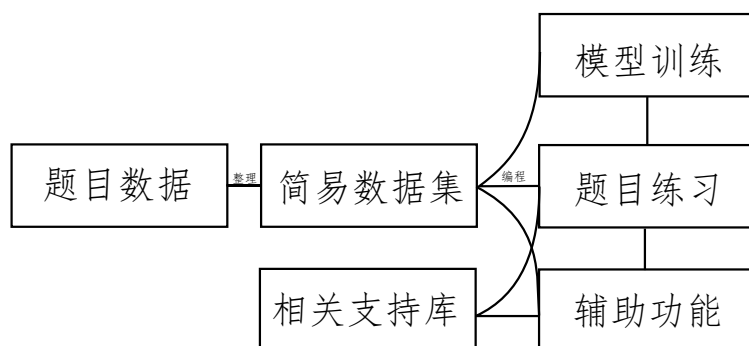 模型训练
题目数据
整理
简易数据集
编程
题目练习
相关支持库
辅助功能